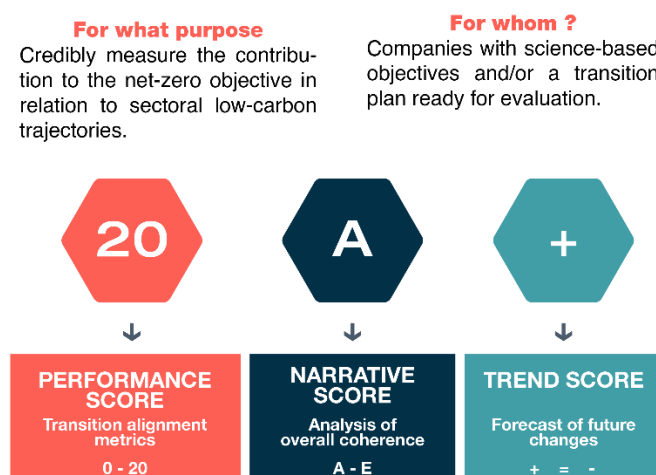 For what purpose
Credibly measure the contribu-
tion to the net-zero objective in
relation to sectoral low-carbon
trajectories.
For whom ?
Companies with science-based
objectives and/or a transition
plan ready for evaluation.
20
A
+
PERFORMANCE
SCORE
Transition alignment
metrics
0 - 20
NARRATIVE
SCORE
Analysis of
overall coherence
A - E
TREND SCORE
Forecast of future
changes
+ = -